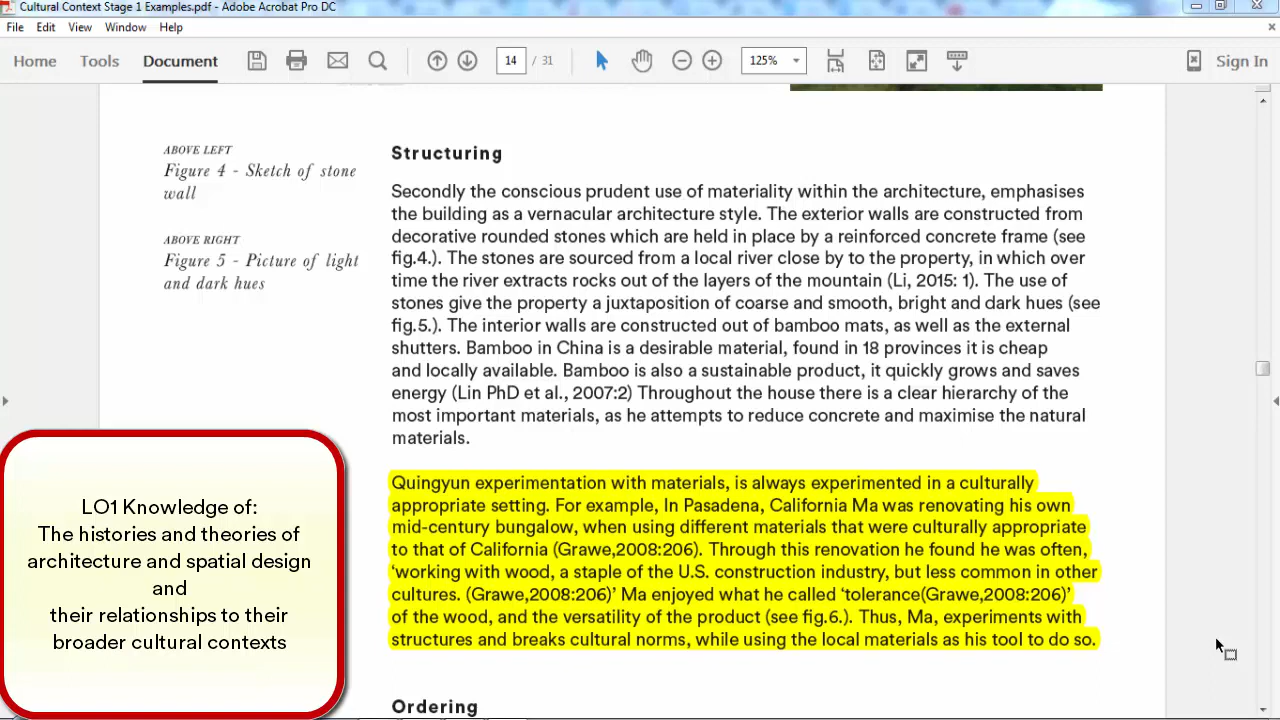 Cultural Context Stage 1 Examples.pdf - Adobe Acrobat Pro DC
File Edit View Window Help
Home Tools Document 14 / 31 125% Sign In
ABOVE LEFT
Figure 4 - Sketch of stone
wall
ABOVE RIGHT
Figure 5 - Picture of light
and dark hues
Structuring
Secondly the conscious prudent use of materiality within the architecture, emphasises
the building as a vernacular architecture style. The exterior walls are constructed from
decorative rounded stones which are held in place by a reinforced concrete frame (see
fig.4.). The stones are sourced from a local river close by to the property, in which over
time the river extracts rocks out of the layers of the mountain (Li, 2015: 1). The use of
stones give the property a juxtaposition of coarse and smooth, bright and dark hues (see
fig.5.). The interior walls are constructed out of bamboo mats, as well as the external
shutters. Bamboo in China is a desirable material, found in 18 provinces it is cheap
and locally available. Bamboo is also a sustainable product, it quickly grows and saves
energy (Lin PhD et al., 2007:2) Throughout the house there is a clear hierarchy of the
most important materials, as he attempts to reduce concrete and maximise the natural
materials.
Quingyun experimentation with materials, is always experimented in a culturally
appropriate setting. For example, In Pasadena, California Ma was renovating his own
mid-century bungalow, when using different materials that were culturally appropriate
to that of California (Grawe,2008:206). Through this renovation he found he was often,
‘working with wood, a staple of the U.S. construction industry, but less common in other
cultures. (Grawe,2008:206)’ Ma enjoyed what he called ‘tolerance(Grawe,2008:206)’
of the wood, and the versatility of the product (see fig.6.). Thus, Ma, experiments with
structures and breaks cultural norms, while using the local materials as his tool to do so.
Ordering
LO1 Knowledge of:
The histories and theories of
architecture and spatial design
and
their relationships to their
broader cultural contexts